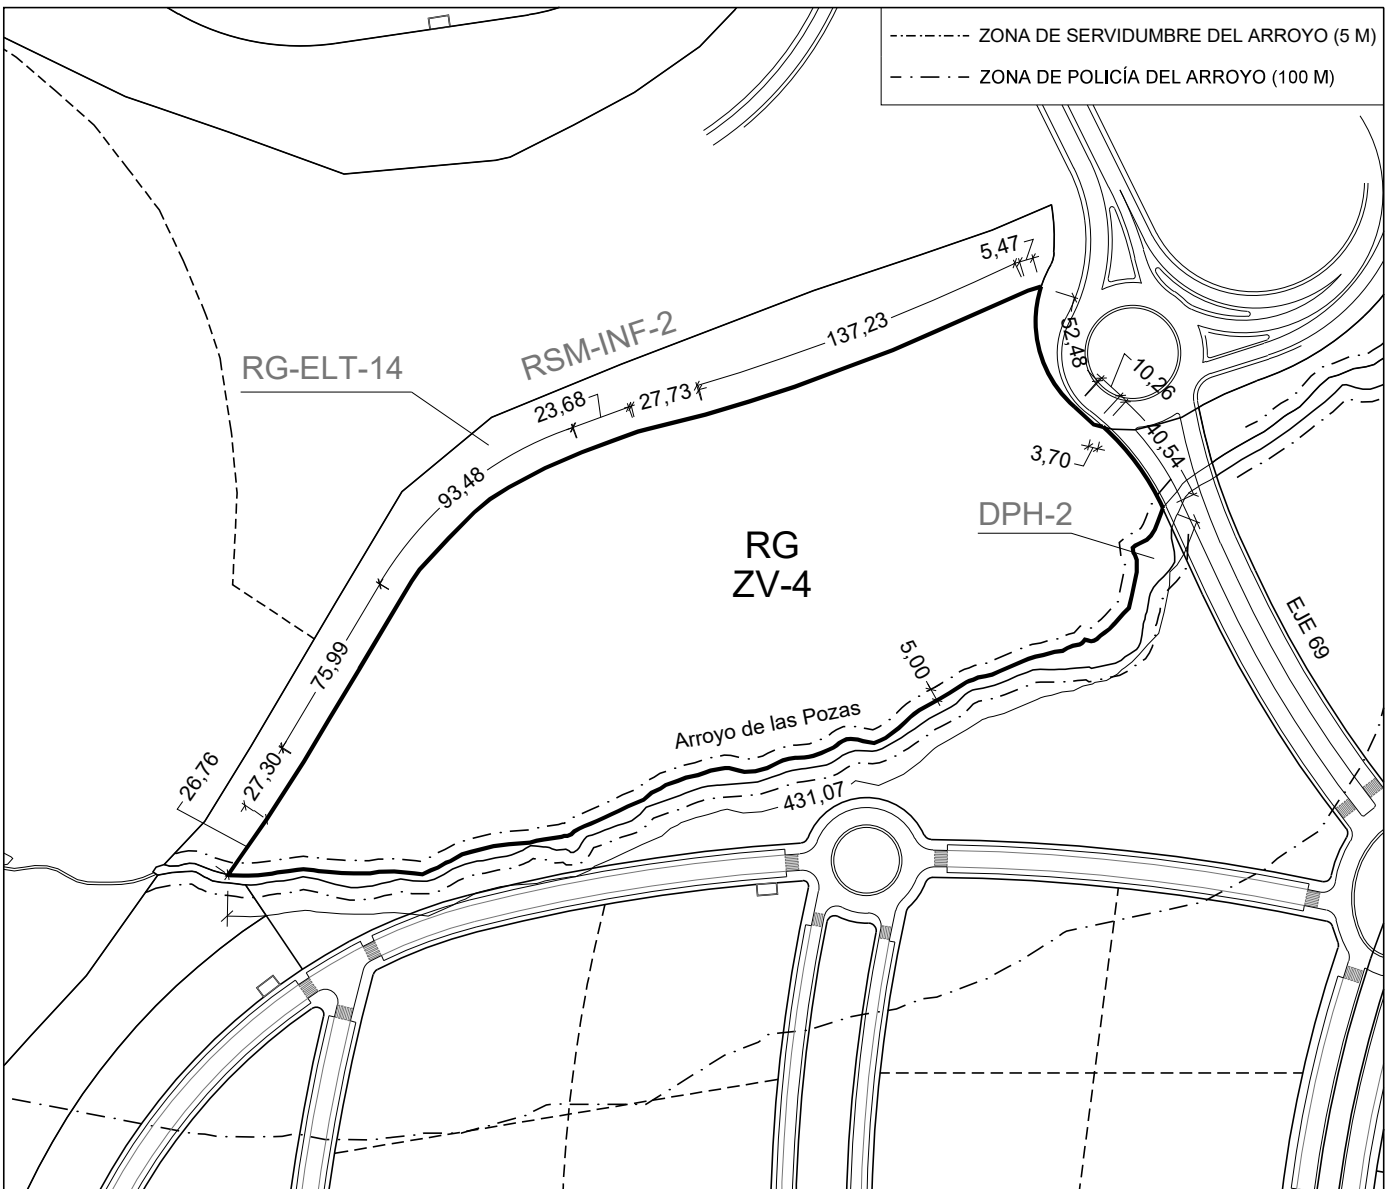 ZONA DE SERVIDUMBRE DEL ARROYO (5 M)
ZONA DE POLICÍA DEL ARROYO (100 M)
5,47
137,23
RSM-INF-2
52,48
RG-ELT-14
10,26
27,73
23,68
40,54
3,70
93,48
DPH-2
RG
ZV-4
EJE 69
75,99
5,00
Arroyo de las Pozas
26,76
27,30
431,07